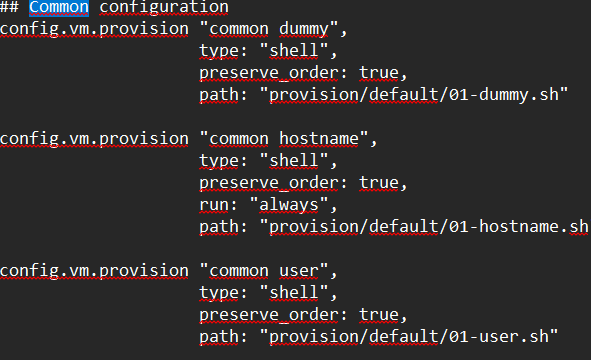 ## Common configuration
config.vm.provision "common dummy",
type: "shell",
preserve_order: true,
path: "provision/default/01-dummy.sh"
config.vm.provision "common hostname",
type: "shell",
preserve_order: true,
run: "always",
path: "provision/default/01-hostname.sh
config.vm.provision "common user",
type: "shell",
preserve_order: true,
path: "provision/default/01-user.sh"